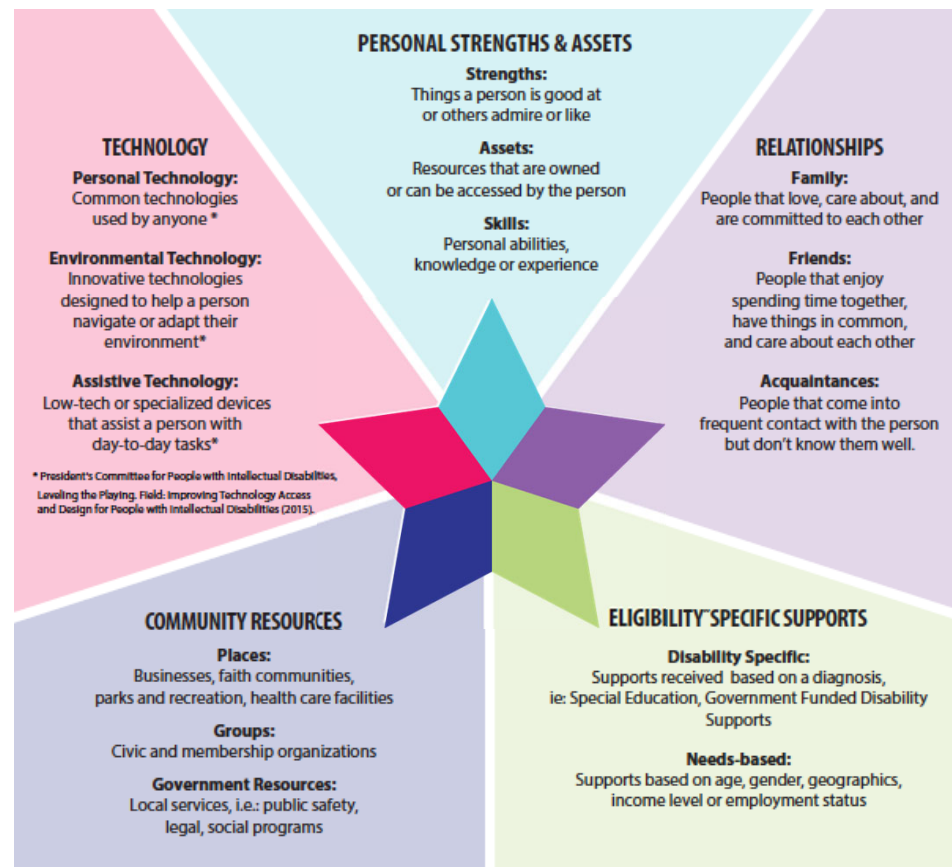 PERSONAL STRENGTHS & ASSETS
Strengths:
Things a person is good at
or others admire or like
Assets:
Resources that are owned
or can be accessed by the person
Skills:
Personal abilities,
knowledge or experience
TECHNOLOGY
Personal Technology:
Common technologies
used by anyone *
Environmental Technology:
Innovative technologies
designed to help a person
navigate or adapt their
environment*
Assistive Technology:
Low-tech or specialized devices
that assist a person with
day-to-day tasks*
* President's Committee for People with Intellectual Disabilities,
Leveling the Playing. Field: Improving Technology Access
and Design for People with Intellectual Disabilities (2015).
RELATIONSHIPS
Family:
People that love, care about, and
are committed to each other
Friends:
People that enjoy
spending time together,
have things in common,
and care about each other
Acquaintances:
People that come into
frequent contact with the person
but don't know them well.
COMMUNITY RESOURCES
Places:
Businesses, faith communities,
parks and recreation, health care facilities
Groups:
Civic and membership organizations
Government Resources:
Local services, i.e.: public safety,
legal, social programs
ELIGIBILITY-SPECIFIC SUPPORTS
Disability Specific:
Supports received based on a diagnosis,
ie: Special Education, Government Funded Disability
Supports
Needs-based:
Supports based on age, gender, geographics,
income level or employment status